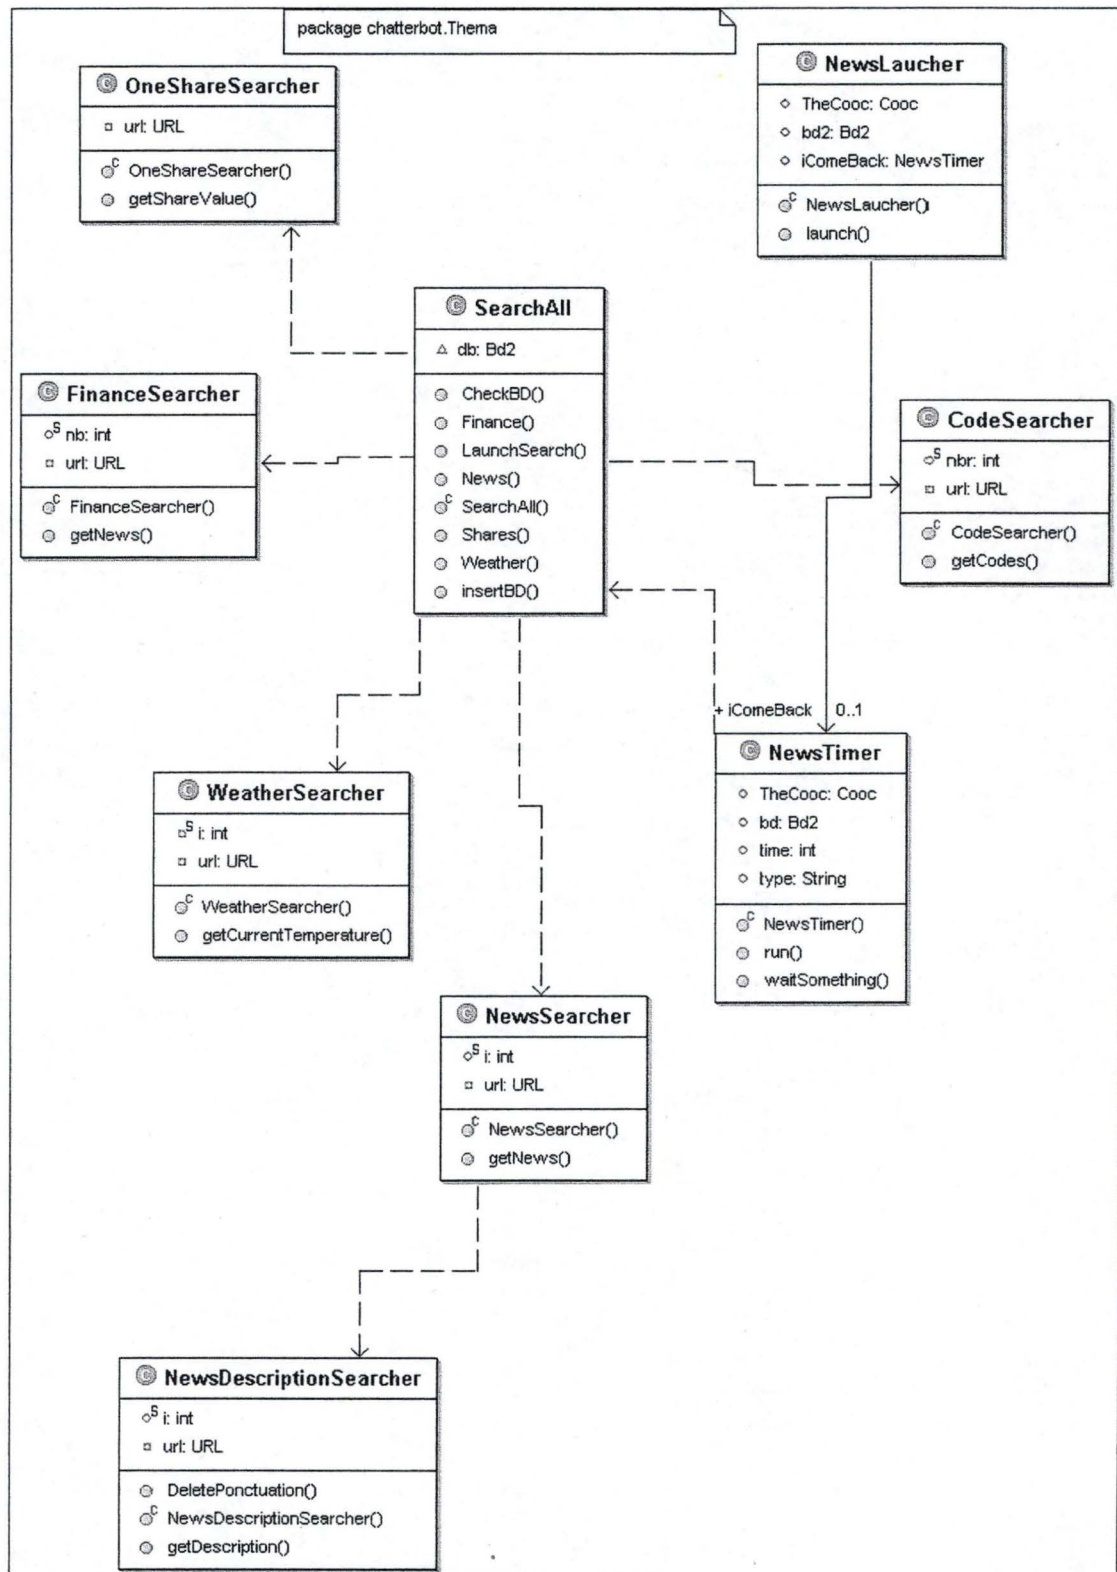 package chatterbot.Thema
OneShareSearcher
url: URL
OneShareSearcher()
getShareValue()
NewsLaucher
TheCooc: Cooc
bd2: Bd2
iComeBack: NewsTimer
NewsLaucher()
launch()
SearchAll
db: Bd2
CheckBD()
Finance()
LaunchSearch()
News()
SearchAll()
Shares()
Weather()
insertBD()
FinanceSearcher
nb: int
url: URL
FinanceSearcher()
getNews()
CodeSearcher
nbr: int
url: URL
CodeSearcher()
getCodes()
+ iComeBack 0..1
NewsTimer
TheCooc: Cooc
bd: Bd2
time: int
type: String
NewsTimer()
run()
waitSomething()
WeatherSearcher
i: int
url: URL
WeatherSearcher()
getCurrentTemperature()
NewsSearcher
i: int
url: URL
NewsSearcher()
getNews()
NewsDescriptionSearcher
i: int
url: URL
DeletePonctuation()
NewsDescriptionSearcher()
getDescription()